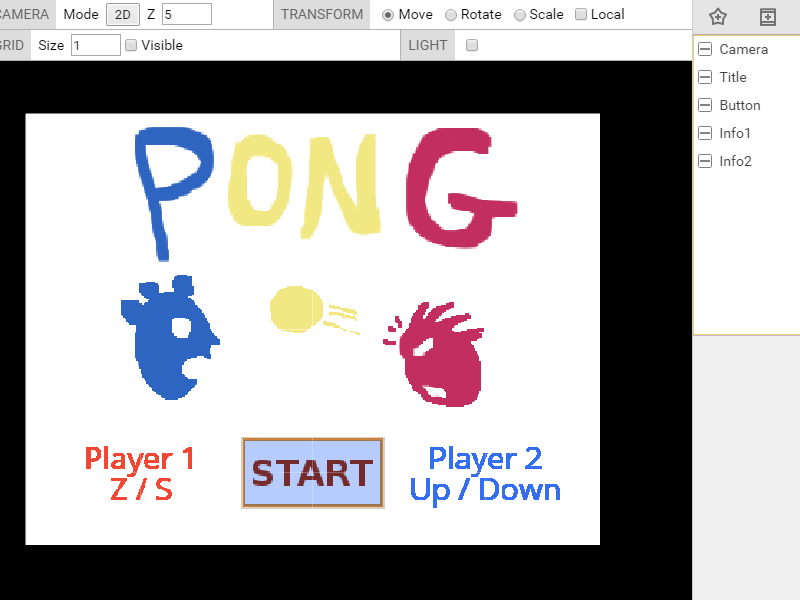 CAMERA Mode 2D Z 5 TRANSFORM Move Rotate Scale Local
GRID Size 1 Visible LIGHT
Camera
Title
Button
Info1
Info2
PONG
Player 1
Z / S
START
Player 2
Up / Down